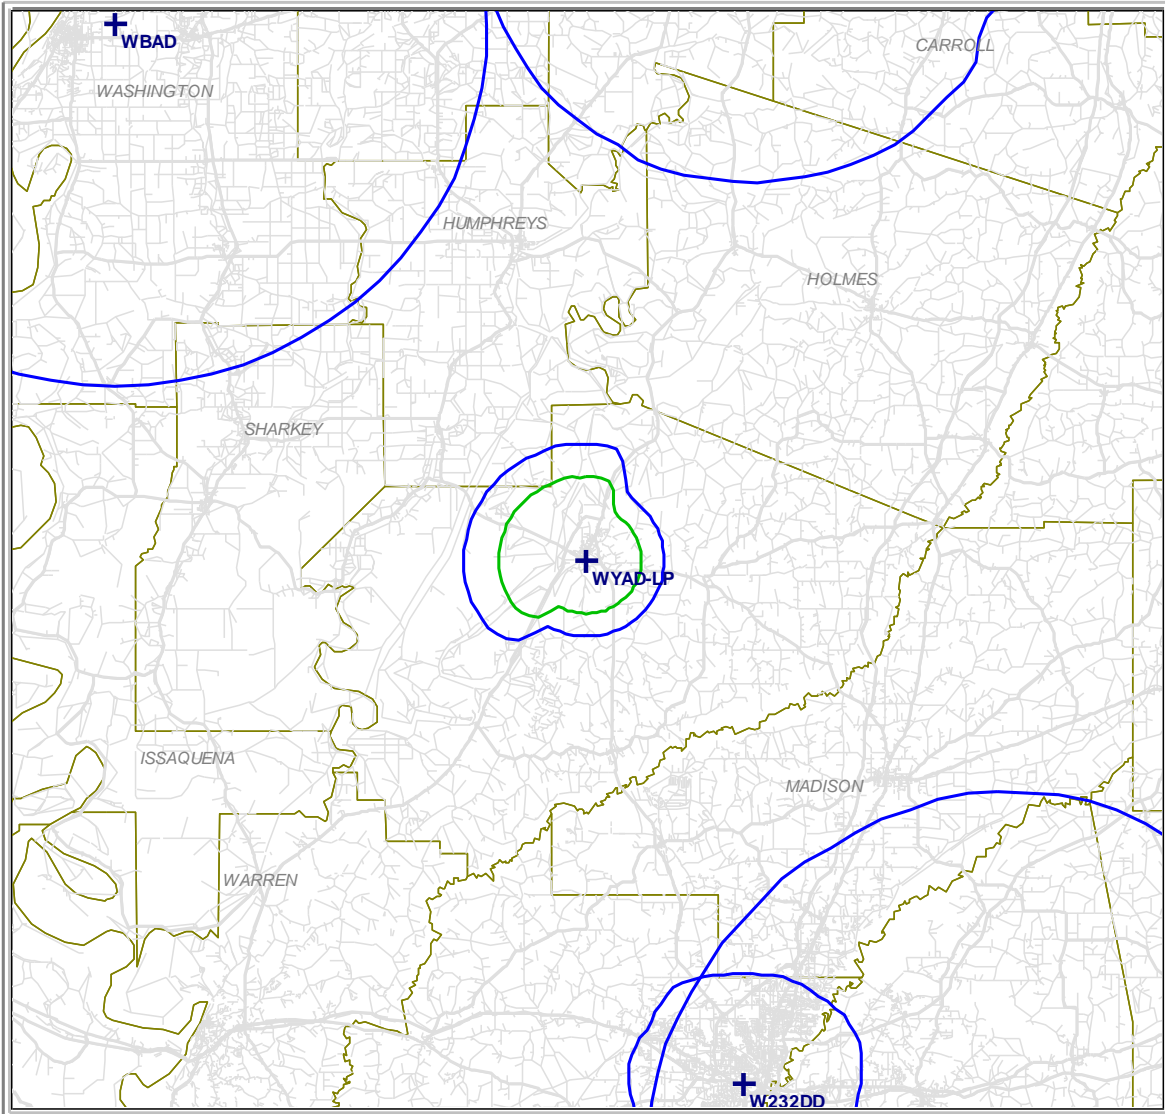 WBAD
CARROLL
WASHINGTON
HUMPHREYS
HOLMES
SHARKEY
WYAD-LP
ISSAQUENA
MADISON
WARREN
W232DD